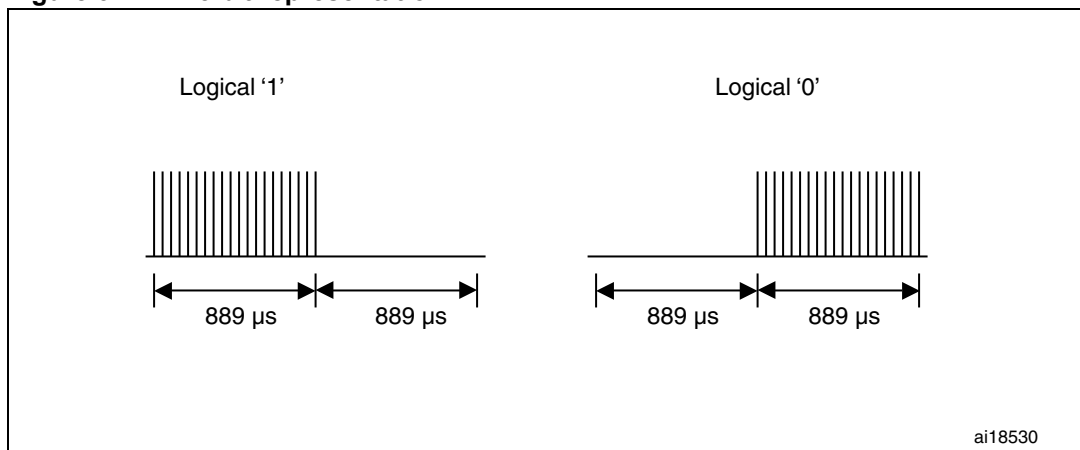 Logical ‘1’ Logical ‘0’
889 µs 889 µs 889 µs 889 µs
ai18530